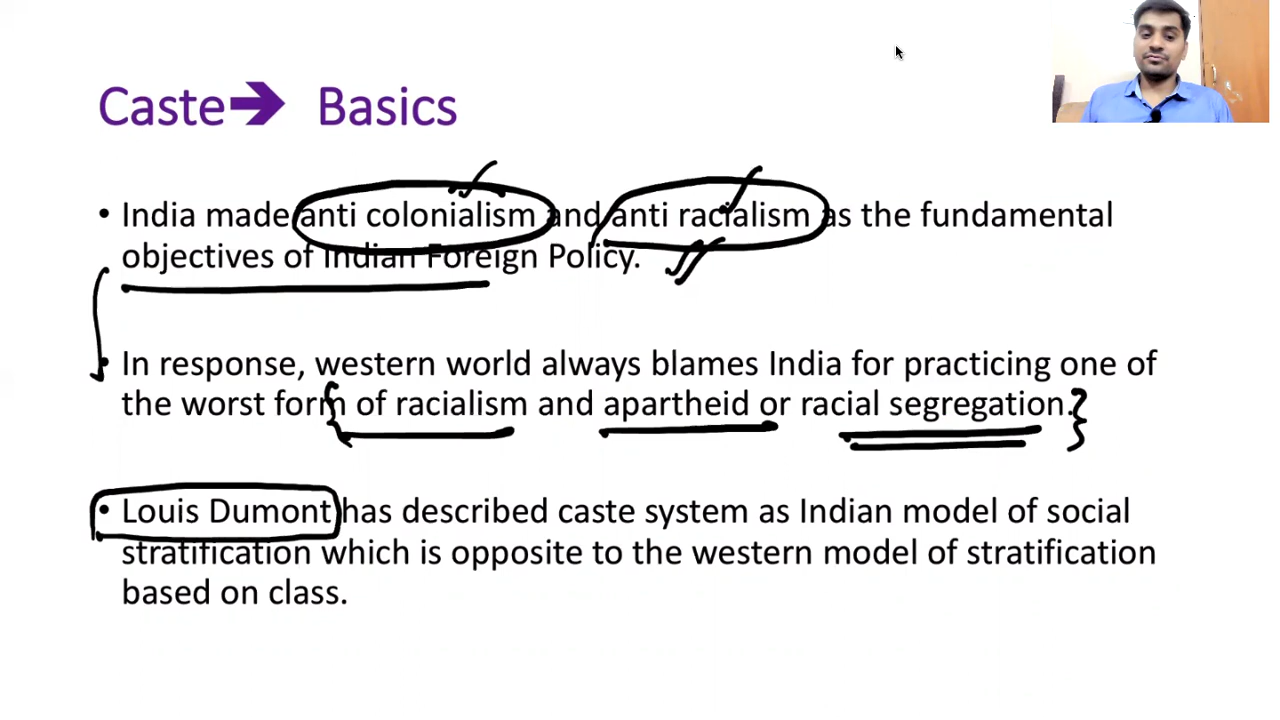 Caste➔ Basics
• India made anti colonialism and anti racialism as the fundamental
objectives of Indian Foreign Policy.
• In response, western world always blames India for practicing one of
the worst form of racialism and apartheid or racial segregation.
• Louis Dumont has described caste system as Indian model of social
stratification which is opposite to the western model of stratification
based on class.